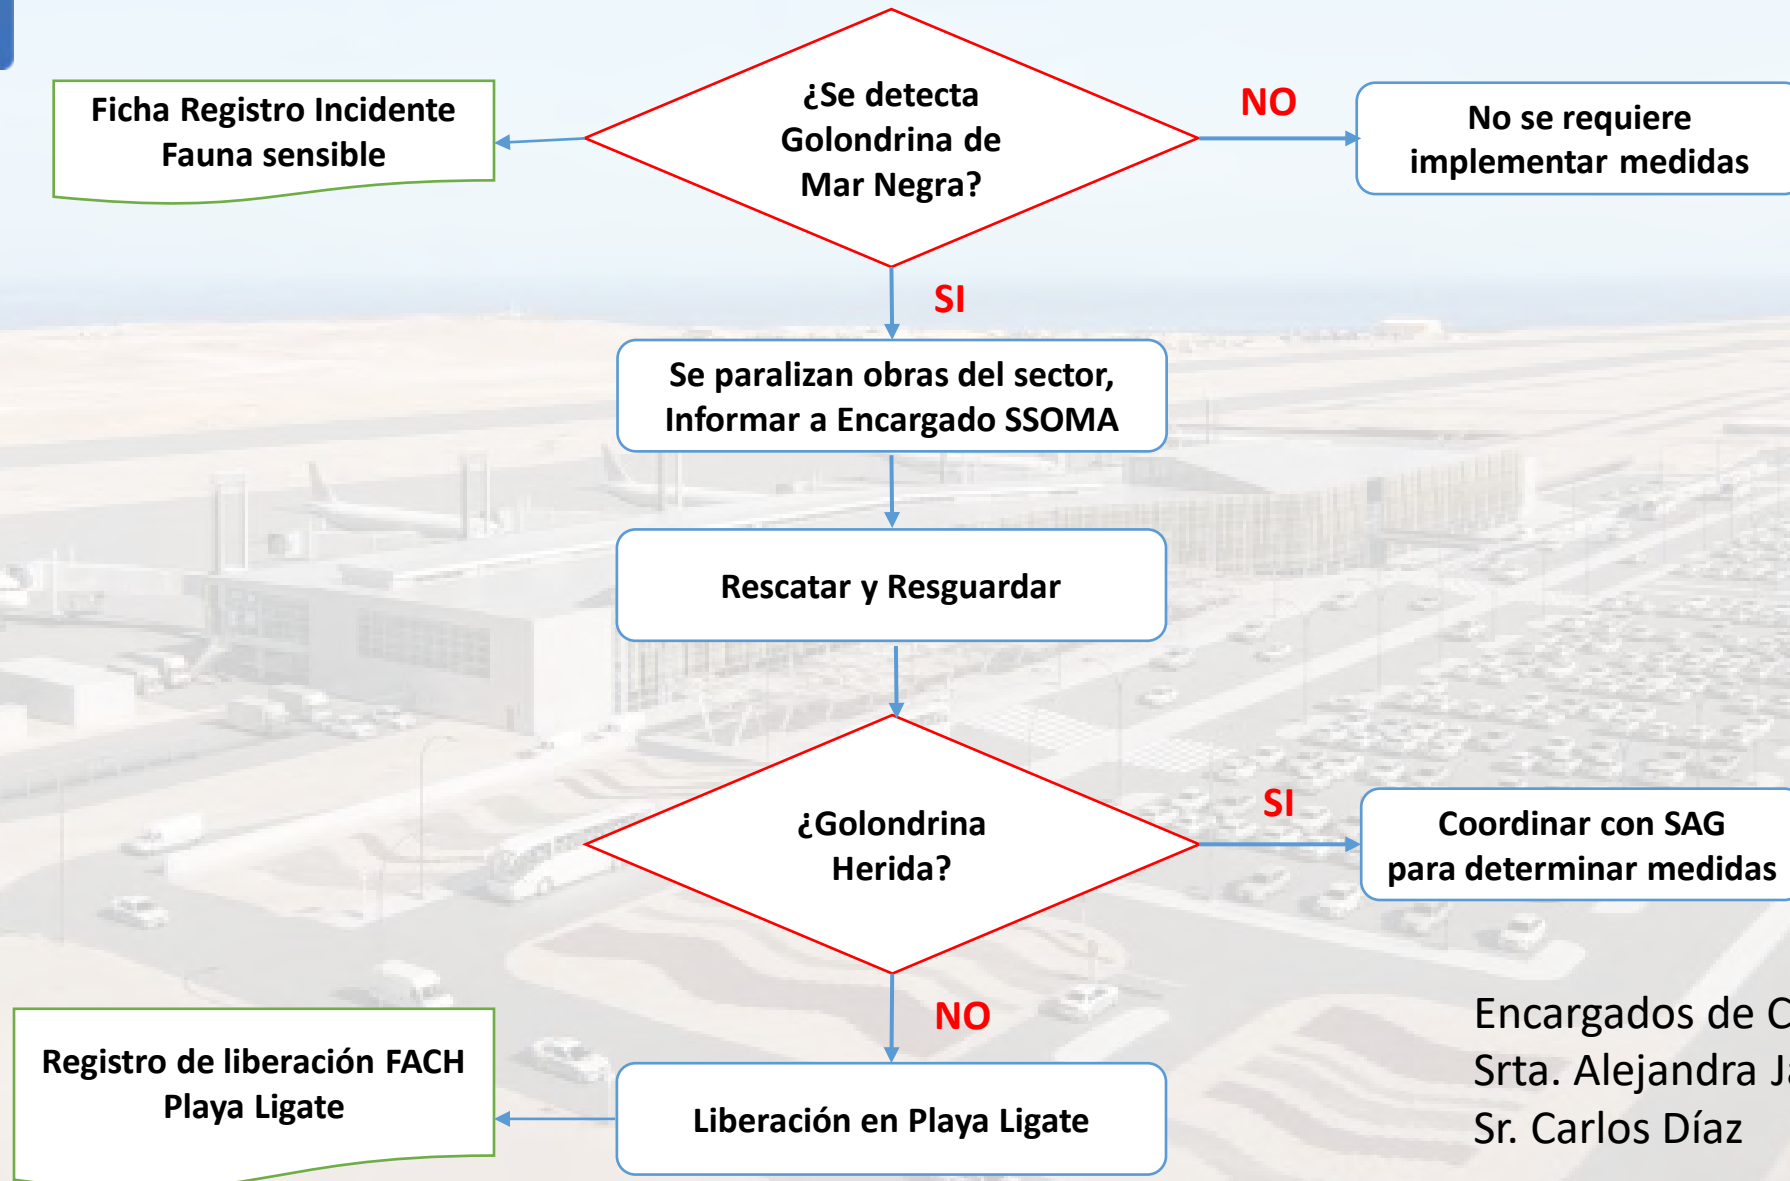 ¿Se detecta
Golondrina de
Mar Negra?
Ficha Registro Incidente
Fauna sensible
NO
No se requiere
implementar medidas
SI
Se paralizan obras del sector,
Informar a Encargado SSOMA
Rescatar y Resguardar
¿Golondrina
Herida?
SI
Coordinar con SAG
para determinar medidas
NO
Liberación en Playa Ligate
Registro de liberación FACH
Playa Ligate
Encargados de
Srta. Alejandra
Sr. Carlos Díaz